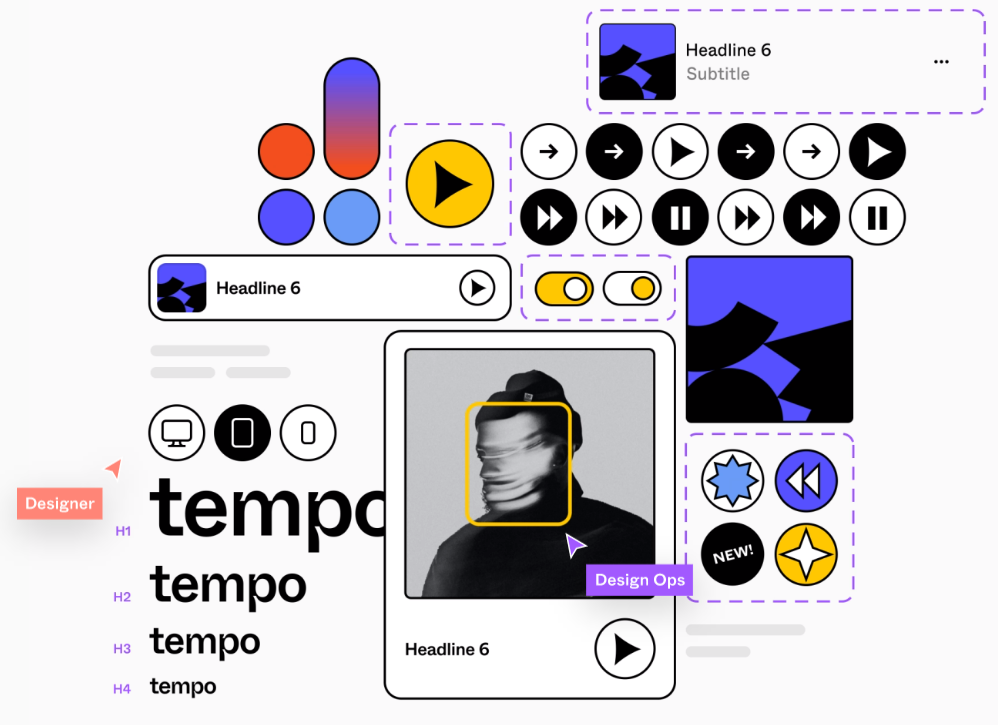 Headline 6
Subtitle
Headline 6
Designer
H1
tempo
H2
tempo
H3
tempo
H4
tempo
NEW!
Design Ops
Headline 6